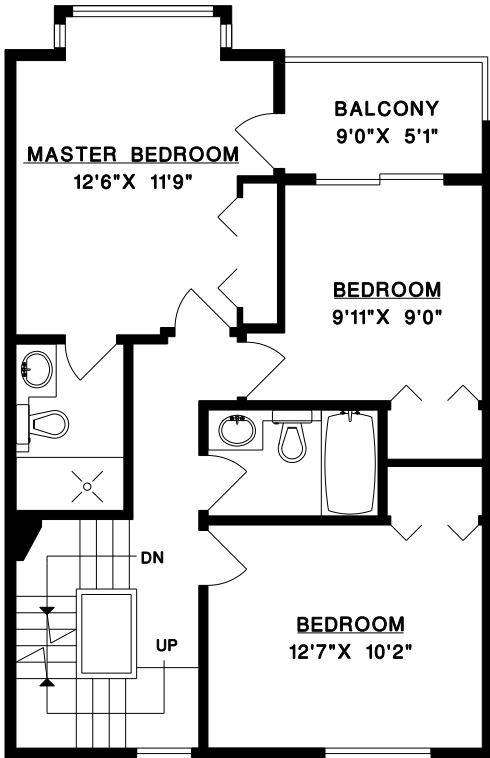 BALCONY
9'0"X 5'1"
MASTER BEDROOM
12'6"X 11'9"
BEDROOM
9'11"X 9'0"
DN
UP
BEDROOM
12'7"X 10'2"